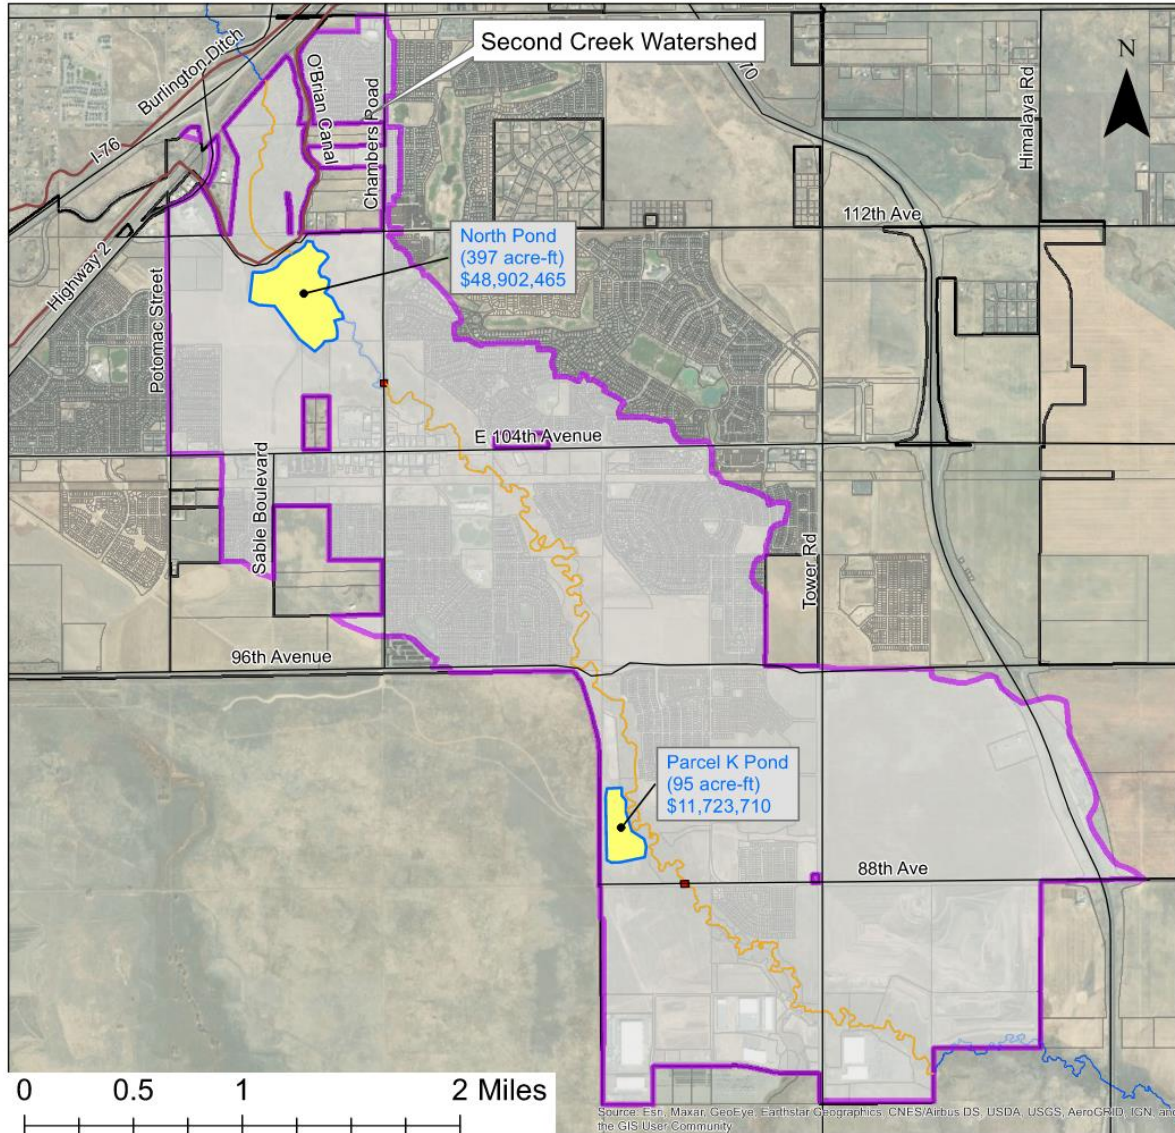 Second Creek Watershed
N
Burlington Ditch
O'Brian Canal
Chambers Road
I-76
70
Himalaya Rd
112th Ave
North Pond
(397 acre-ft)
$48,902,465
Highway 2
Potomac Street
E 104th Avenue
Sable Boulevard
Tower Rd
96th Avenue
Parcel K Pond
(95 acre-ft)
$11,723,710
88th Ave
0 0.5 1 2 Miles
Source: Esri, Maxar, GeoEye, Earthstar Geographics, CNES/Airbus DS, USDA, USGS, AeroGRID, IGN, and
the GIS User Community